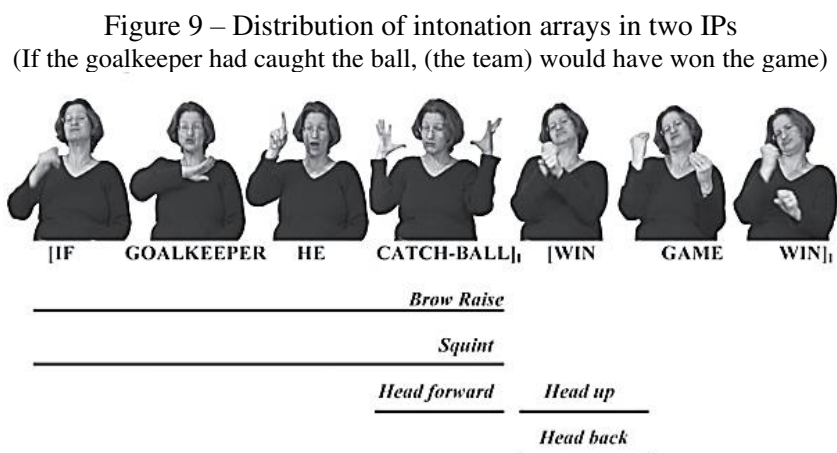 Figure 9 – Distribution of intonation arrays in two IPs
(If the goalkeeper had caught the ball, (the team) would have won the game)
[IF GOALKEEPER HE CATCH-BALL]I [WIN GAME WIN]I
Brow Raise
Squint
Head forward Head up
Head back